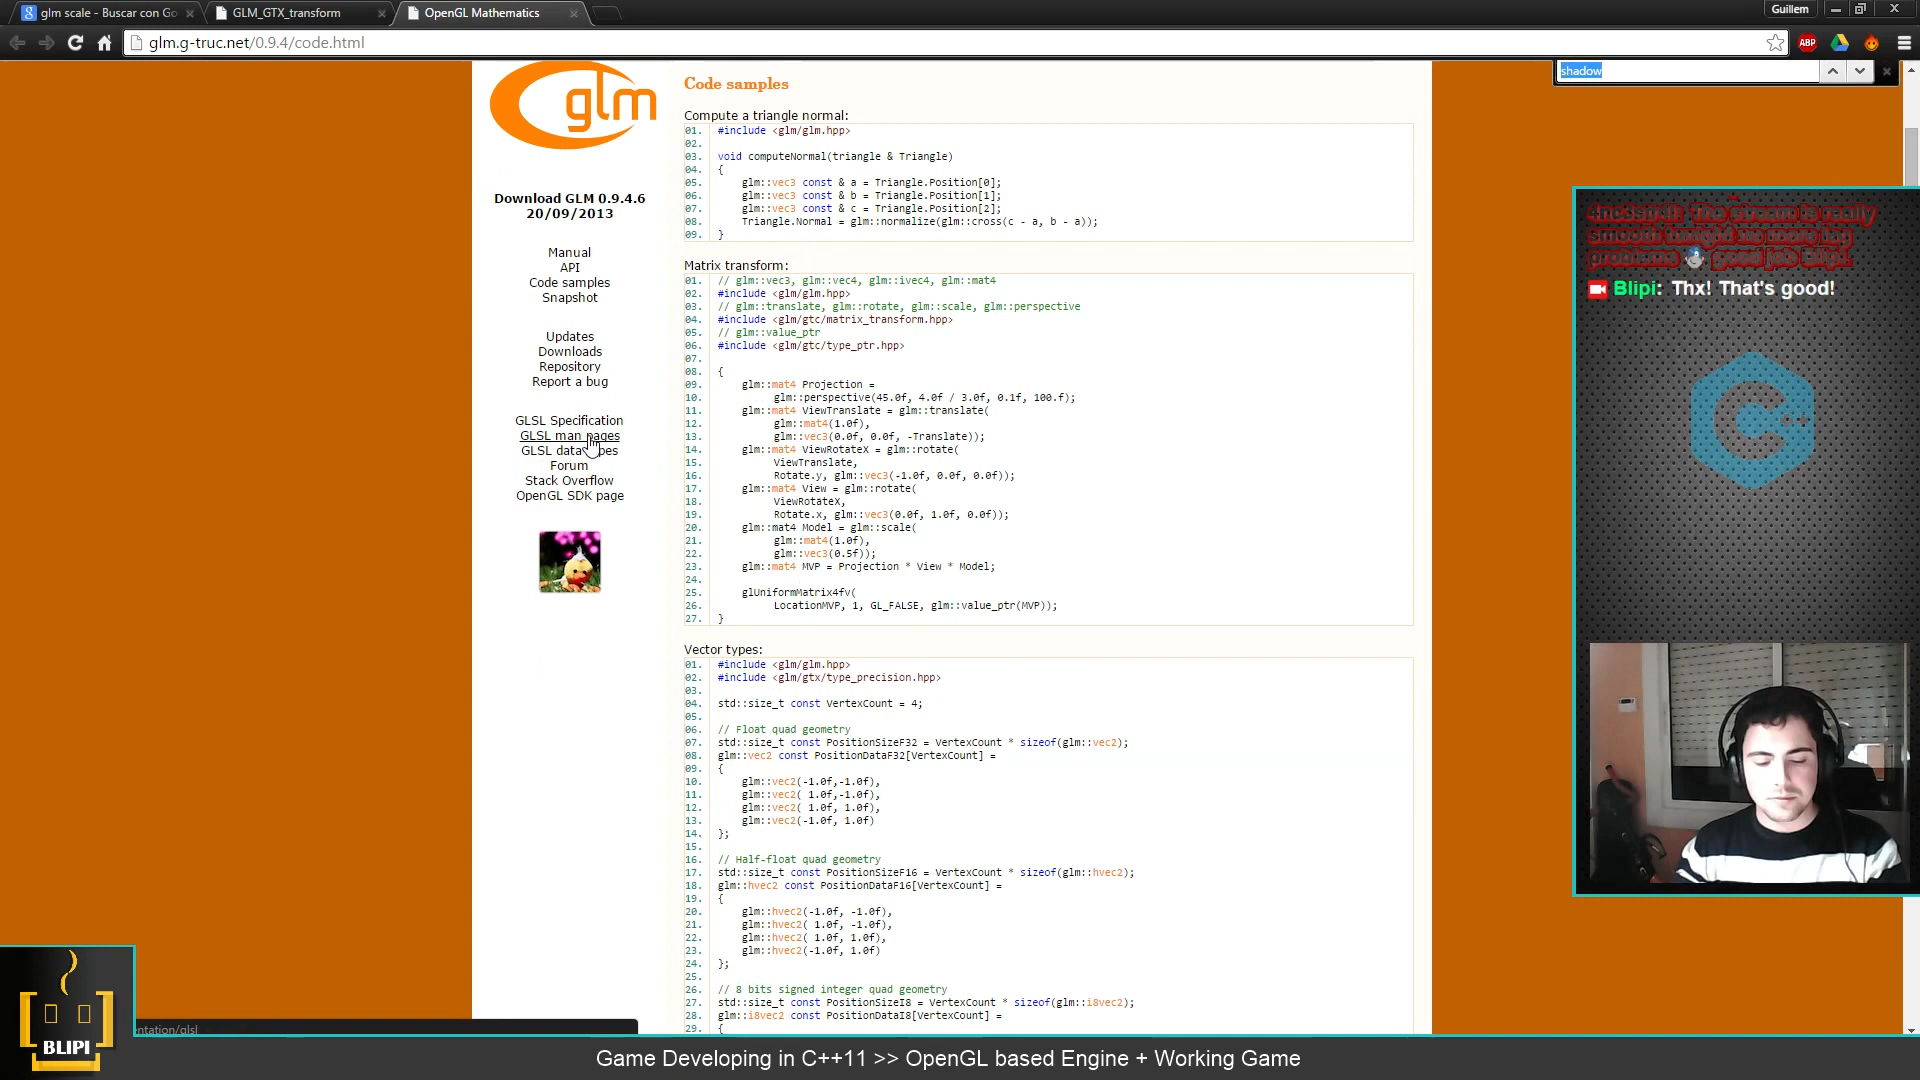 glm scale - Buscar con Go
GLM_GTX_transform
OpenGL Mathematics
Guillem
glm.g-truc.net/0.9.4/code.html
ABP
shadow
glm
Download GLM 0.9.4.6
20/09/2013
Manual
API
Code samples
Snapshot
Updates
Downloads
Repository
Report a bug
GLSL Specification
GLSL man pages
Forum
Stack Overflow
OpenGL SDK page
Code samples
Compute a triangle normal:
01. #include <glm/glm.hpp>
02.
03. void computeNormal(triangle & Triangle)
04. {
05. glm::vec3 const & a = Triangle.Position[0];
06. glm::vec3 const & b = Triangle.Position[1];
07. glm::vec3 const & c = Triangle.Position[2];
08. Triangle.Normal = glm::normalize(glm::cross(c - a, b - a));
09. }
Matrix transform:
01. // glm::vec3, glm::vec4, glm::ivec4, glm::mat4
02. #include <glm/glm.hpp>
03. // glm::translate, glm::rotate, glm::scale, glm::perspective
04. #include <glm/gtc/matrix_transform.hpp>
05. // glm::value_ptr
06. #include <glm/gtc/type_ptr.hpp>
07.
08. {
09. glm::mat4 Projection =
10. glm::perspective(45.0f, 4.0f / 3.0f, 0.1f, 100.f);
11. glm::mat4 ViewTranslate = glm::translate(
12. glm::mat4(1.0f),
13. glm::vec3(0.0f, 0.0f, -Translate));
14. glm::mat4 ViewRotateX = glm::rotate(
15. ViewTranslate,
16. Rotate.y, glm::vec3(-1.0f, 0.0f, 0.0f));
17. glm::mat4 View = glm::rotate(
18. ViewRotateX,
19. Rotate.x, glm::vec3(0.0f, 1.0f, 0.0f));
20. glm::mat4 Model = glm::scale(
21. glm::mat4(1.0f),
22. glm::vec3(0.5f));
23. glm::mat4 MVP = Projection * View * Model;
24.
25. glUniformMatrix4fv(
26. LocationMVP, 1, GL_FALSE, glm::value_ptr(MVP));
27. }
Vector types:
01. #include <glm/glm.hpp>
02. #include <glm/gtx/type_precision.hpp>
03.
04. std::size_t const VertexCount = 4;
05.
06. // Float quad geometry
07. std::size_t const PositionSizeF32 = VertexCount * sizeof(glm::vec2);
08. glm::vec2 const PositionDataF32[VertexCount] =
09. {
10. glm::vec2(-1.0f,-1.0f),
11. glm::vec2( 1.0f,-1.0f),
12. glm::vec2( 1.0f, 1.0f),
13. glm::vec2(-1.0f, 1.0f)
14. };
15.
16. // Half-float quad geometry
17. std::size_t const PositionSizeF16 = VertexCount * sizeof(glm::hvec2);
18. glm::hvec2 const PositionDataF16[VertexCount] =
19. {
20. glm::hvec2(-1.0f, -1.0f),
21. glm::hvec2( 1.0f, -1.0f),
22. glm::hvec2( 1.0f, 1.0f),
23. glm::hvec2(-1.0f, 1.0f)
24. };
25.
26. // 8 bits signed integer quad geometry
27. std::size_t const PositionSizeI8 = VertexCount * sizeof(glm::i8vec2);
28. glm::i8vec2 const PositionDataI8[VertexCount] =
29. {
The stream is really
smooth tonight no more lag
problems good job Blipi.
Blipi: Thx! That's good!
C++
entation/glsl
BLIPI
Game Developing in C++11 >> OpenGL based Engine + Working Game